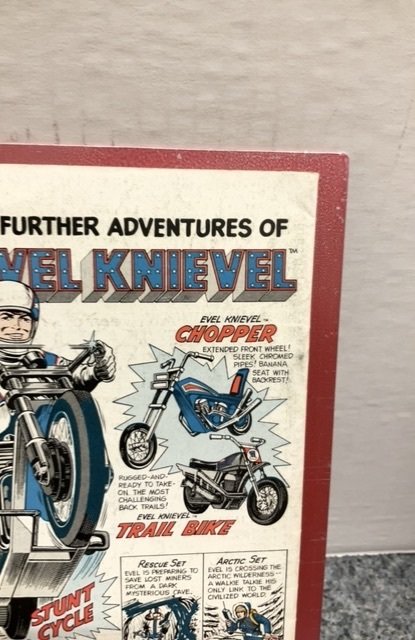 FURTHER ADVENTURES OF
VEL KNIEVEL™
EVEL KNIEVEL™
CHOPPER
EXTENDED FRONT WHEEL!
SLEEK CHROMED
PIPES! BANANA
SEAT WITH
BACKREST!
RUGGED-AND-
READY TO TAKE-
ON THE MOST
CHALLENGING
BACK TRAILS!
EVEL KNIEVEL™
TRAIL BIKE
STUNT
CYCLE
RESCUE SET
EVEL IS PREPARING TO
SAVE LOST MINERS
FROM A DARK
MYSTERIOUS CAVE.
ARCTIC SET
EVEL IS CROSSING THE
ARCTIC WILDERNESS--
A WALKIE TALKIE HIS
ONLY LINK TO THE
CIVILIZED WORLD.